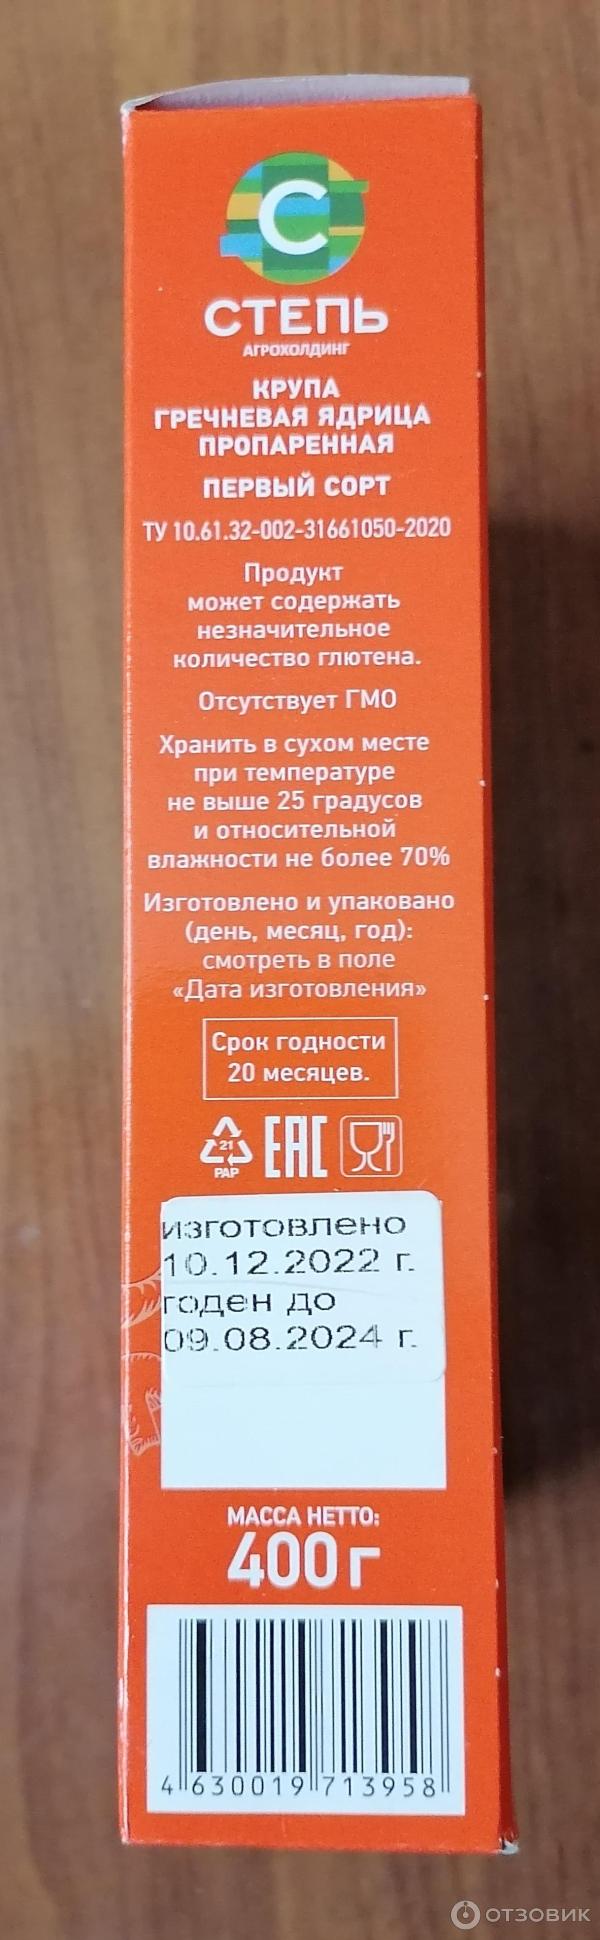 С
СТЕПЬ
АГРОХОЛДИНГ
КРУПА
ГРЕЧНЕВАЯ ЯДРИЦА
ПРОПАРЕННАЯ
ПЕРВЫЙ СОРТ
ТУ 10.61.32-002-31661050-2020
Продукт
может содержать
незначительное
количество глютена.
Отсутствует ГМО
Хранить в сухом месте
при температуре
не выше 25 градусов
и относительной
влажности не более 70%
Изготовлено и упаковано
(день, месяц, год):
смотреть в поле
«Дата изготовления»
Срок годности
20 месяцев.
21
PAP
EAC
изготовлено
10.12.2022 г.
годен до
09.08.2024 г.
МАССА НЕТТО:
400 г
4 630019 713958
ОТЗОВИК